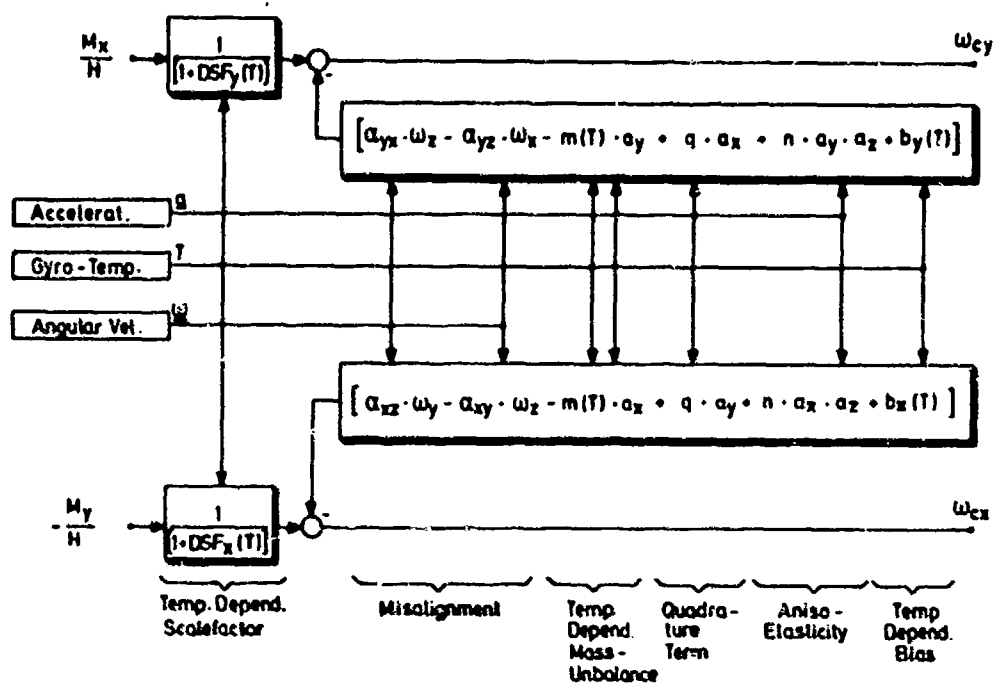 M_x / H
1 / [1+DSF_y(T)]
-
ω_cy
[α_yx · ω_z - α_yz · ω_x - m(T) · a_y + q · a_x + n · a_y · a_z + b_y(?)]
Accelerat. a
Gyro-Temp. T
Angular Vel. ω
[α_xz · ω_y - α_xy · ω_z - m(T) · a_x + q · a_y + n · a_x · a_z + b_x(T)]
-M_y / H
1 / [1+DSF_x(T)]
-
ω_cx
Temp. Depend.
Scalefactor
Misalignment
Temp.
Depend.
Mass-
Unbalance
Quadra-
ture
Term
Aniso-
Elasticity
Temp
Depend.
Bias